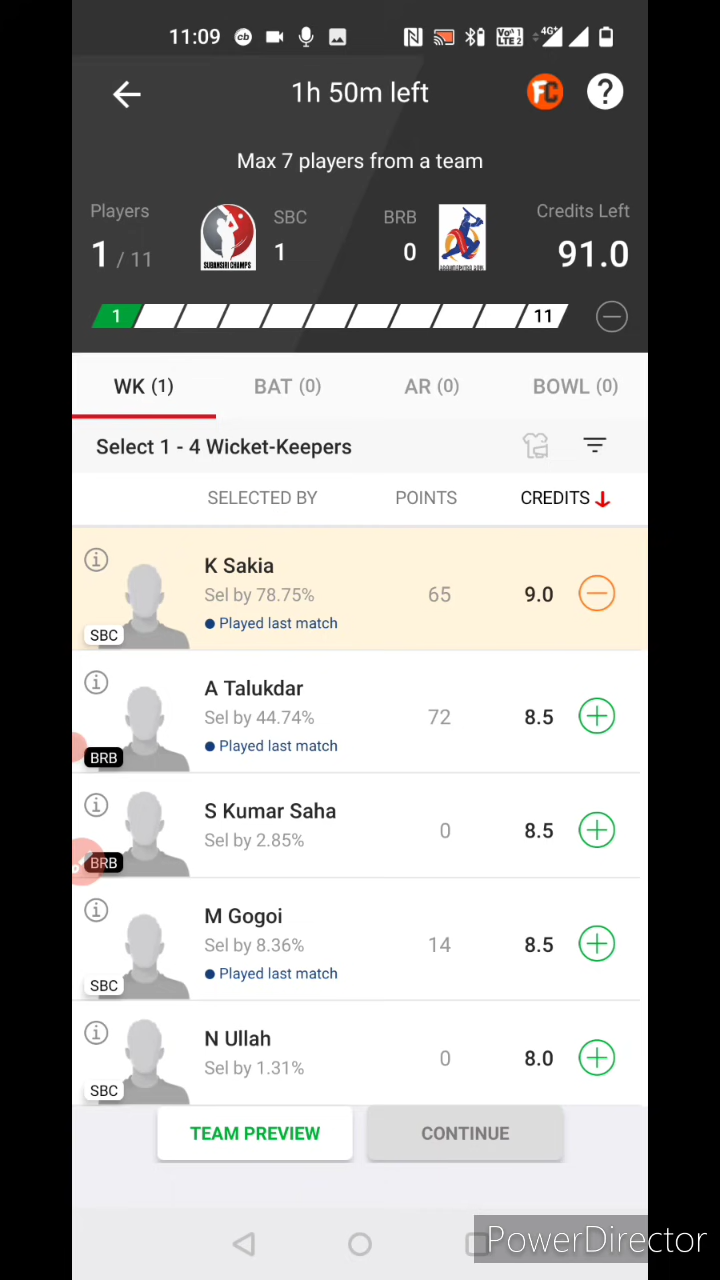 11:09
4G+
1h 50m left
FC
?
Max 7 players from a team
Players
SBC
BRB
Credits Left
1 / 11
SUBANSIRI CHAMPS
1
0
91.0
1
11
WK (1)
BAT (0)
AR (0)
BOWL (0)
Select 1 - 4 Wicket-Keepers
SELECTED BY
POINTS
CREDITS
K Sakia
Sel by 78.75%
65
9.0
Played last match
SBC
A Talukdar
Sel by 44.74%
72
8.5
Played last match
BRB
S Kumar Saha
Sel by 2.85%
0
8.5
BRB
M Gogoi
Sel by 8.36%
14
8.5
Played last match
SBC
N Ullah
Sel by 1.31%
0
8.0
SBC
TEAM PREVIEW
CONTINUE
PowerDirector